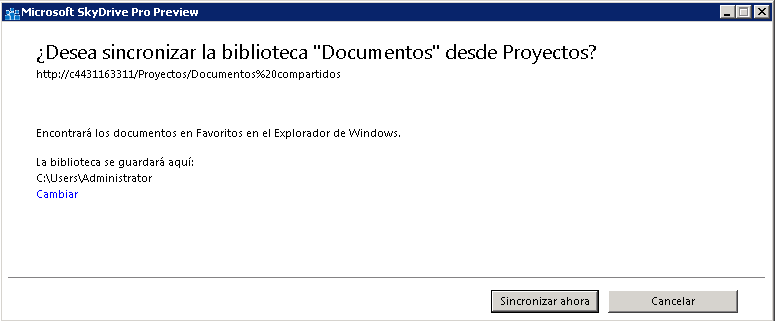 Microsoft SkyDrive Pro Preview
¿Desea sincronizar la biblioteca "Documentos" desde Proyectos?
http://c4431163311/Proyectos/Documentos%20compartidos
Encontrará los documentos en Favoritos en el Explorador de Windows.
La biblioteca se guardará aquí:
C:\Users\Administrator
Cambiar
Sincronizar ahora
Cancelar